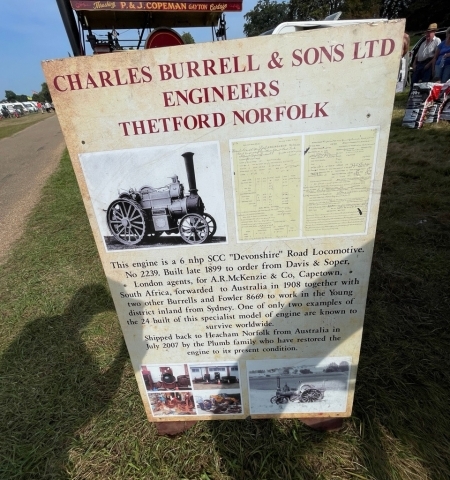 Hauling P. & J. COPEMAN Gayton Contractors
CHARLES BURRELL & SONS LTD
ENGINEERS
THETFORD NORFOLK
This engine is a 6 nhp SCC "Devonshire" Road Locomotive.
No 2239. Built late 1899 to order from Davis & Soper,
London agents, for A.R.McKenzie & Co, Capetown,
South Africa, forwarded to Australia in 1908 together with
two other Burrells and Fowler 8669 to work in the Young
district inland from Sydney. One of only two examples of
the 24 built of this specialist model of engine are known to
survive worldwide.
Shipped back to Heacham Norfolk from Australia in
July 2007 by the Plumb family who have restored the
engine to its present condition.